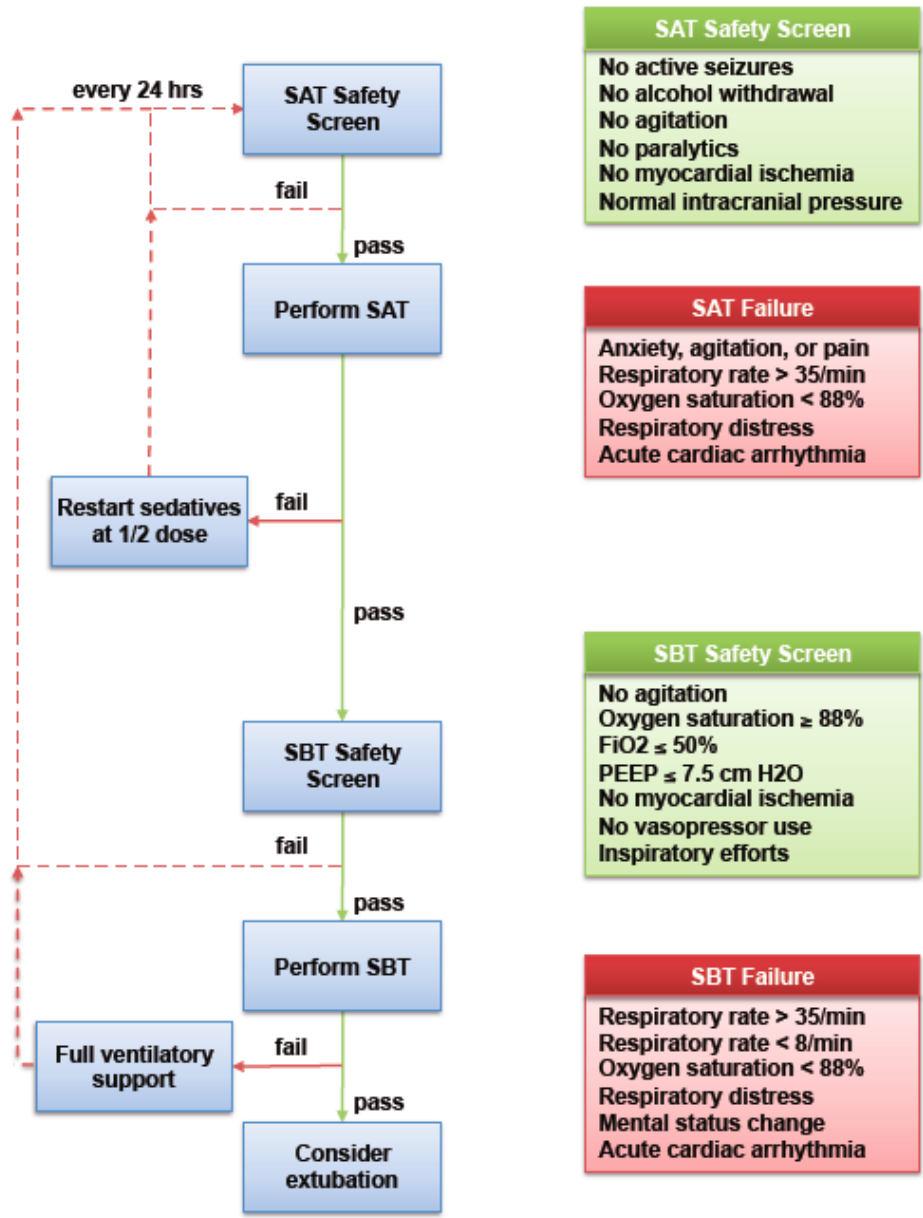 every 24 hrs
SAT Safety
Screen
fail
pass
Perform SAT
fail
Restart sedatives
at 1/2 dose
pass
SBT Safety
Screen
fail
pass
Perform SBT
fail
Full ventilatory
support
pass
Consider
extubation
SAT Safety Screen
No active seizures
No alcohol withdrawal
No agitation
No paralytics
No myocardial ischemia
Normal intracranial pressure
SAT Failure
Anxiety, agitation, or pain
Respiratory rate > 35/min
Oxygen saturation < 88%
Respiratory distress
Acute cardiac arrhythmia
SBT Safety Screen
No agitation
Oxygen saturation ≥ 88%
FiO2 ≤ 50%
PEEP ≤ 7.5 cm H2O
No myocardial ischemia
No vasopressor use
Inspiratory efforts
SBT Failure
Respiratory rate > 35/min
Respiratory rate < 8/min
Oxygen saturation < 88%
Respiratory distress
Mental status change
Acute cardiac arrhythmia